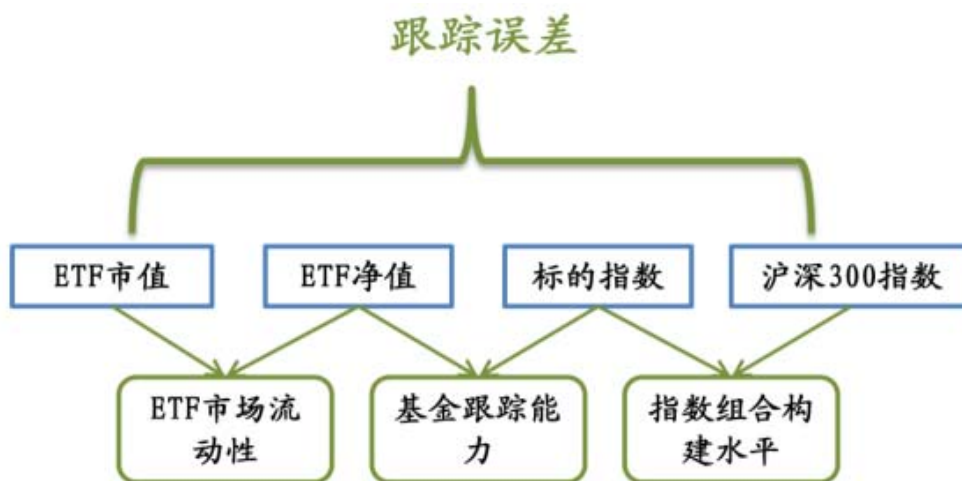 跟踪误差
ETF市值
ETF净值
标的指数
沪深300指数
ETF市场流
动性
基金跟踪能
力
指数组合构
建水平